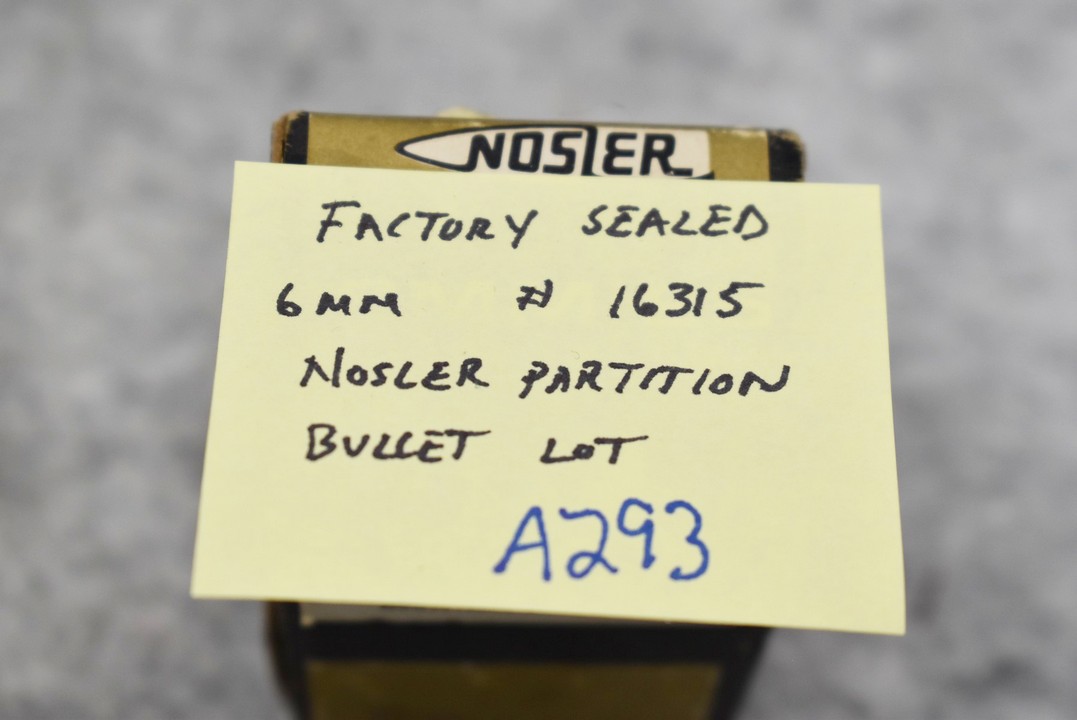 NOSLER
FACTORY SEALED
6MM # 16315
NOSLER PARTITION
BULLET LOT
A293